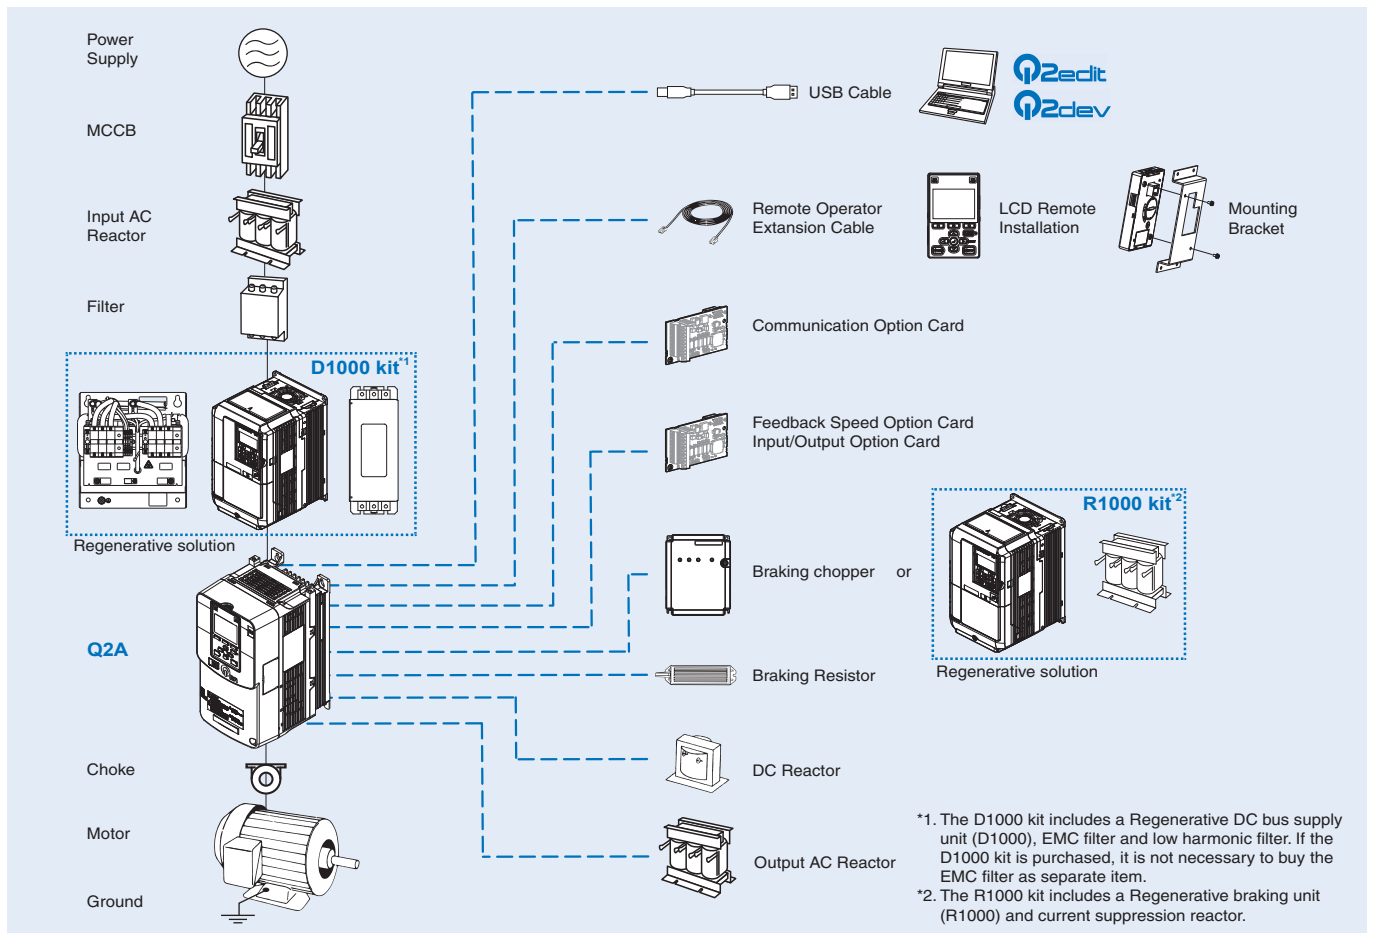 Power
Supply
MCCB
Input AC
Reactor
Filter
D1000 kit*1
Regenerative solution
Q2A
Choke
Motor
Ground
USB Cable
Q2edit
Q2dev
Remote Operator
Extansion Cable
LCD Remote
Installation
Mounting
Bracket
Communication Option Card
Feedback Speed Option Card
Input/Output Option Card
Braking chopper or
R1000 kit*2
Regenerative solution
Braking Resistor
DC Reactor
Output AC Reactor
*1. The D1000 kit includes a Regenerative DC bus supply
unit (D1000), EMC filter and low harmonic filter. If the
D1000 kit is purchased, it is not necessary to buy the
EMC filter as separate item.
*2. The R1000 kit includes a Regenerative braking unit
(R1000) and current suppression reactor.